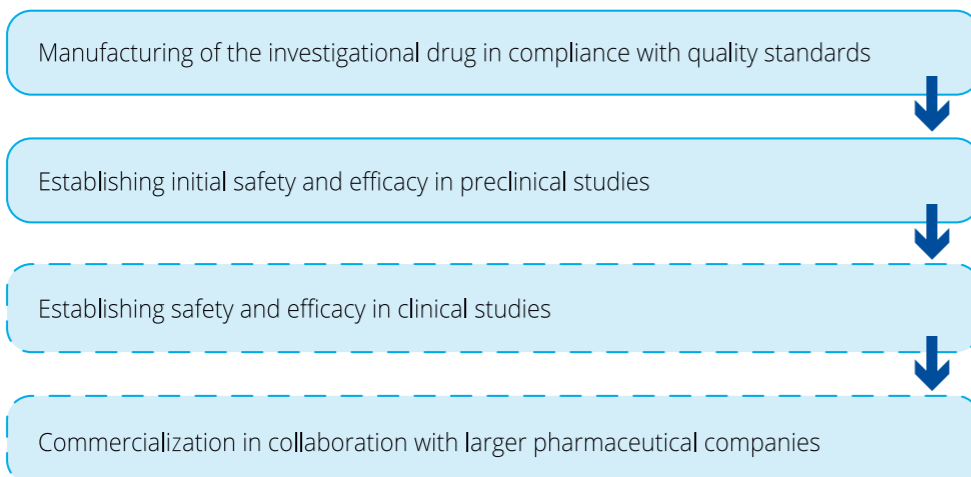 Manufacturing of the investigational drug in compliance with quality standards
Establishing initial safety and efficacy in preclinical studies
Establishing safety and efficacy in clinical studies
Commercialization in collaboration with larger pharmaceutical companies